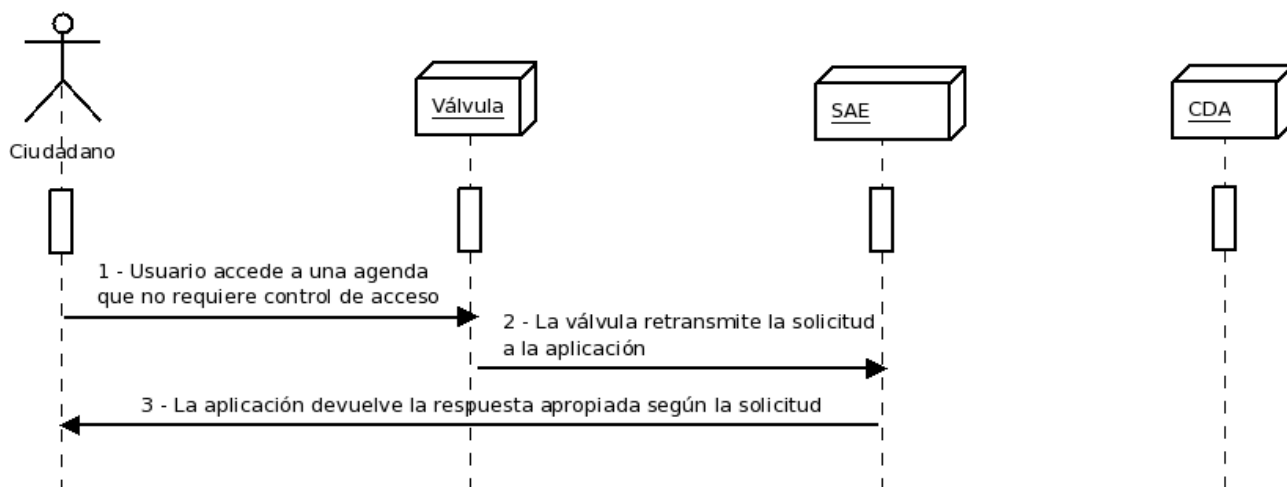 Válvula
SAE
CDA
Ciudadano
1 - Usuario accede a una agenda
que no requiere control de acceso
2 - La válvula retransmite la solicitud
a la aplicación
3 - La aplicación devuelve la respuesta apropiada según la solicitud